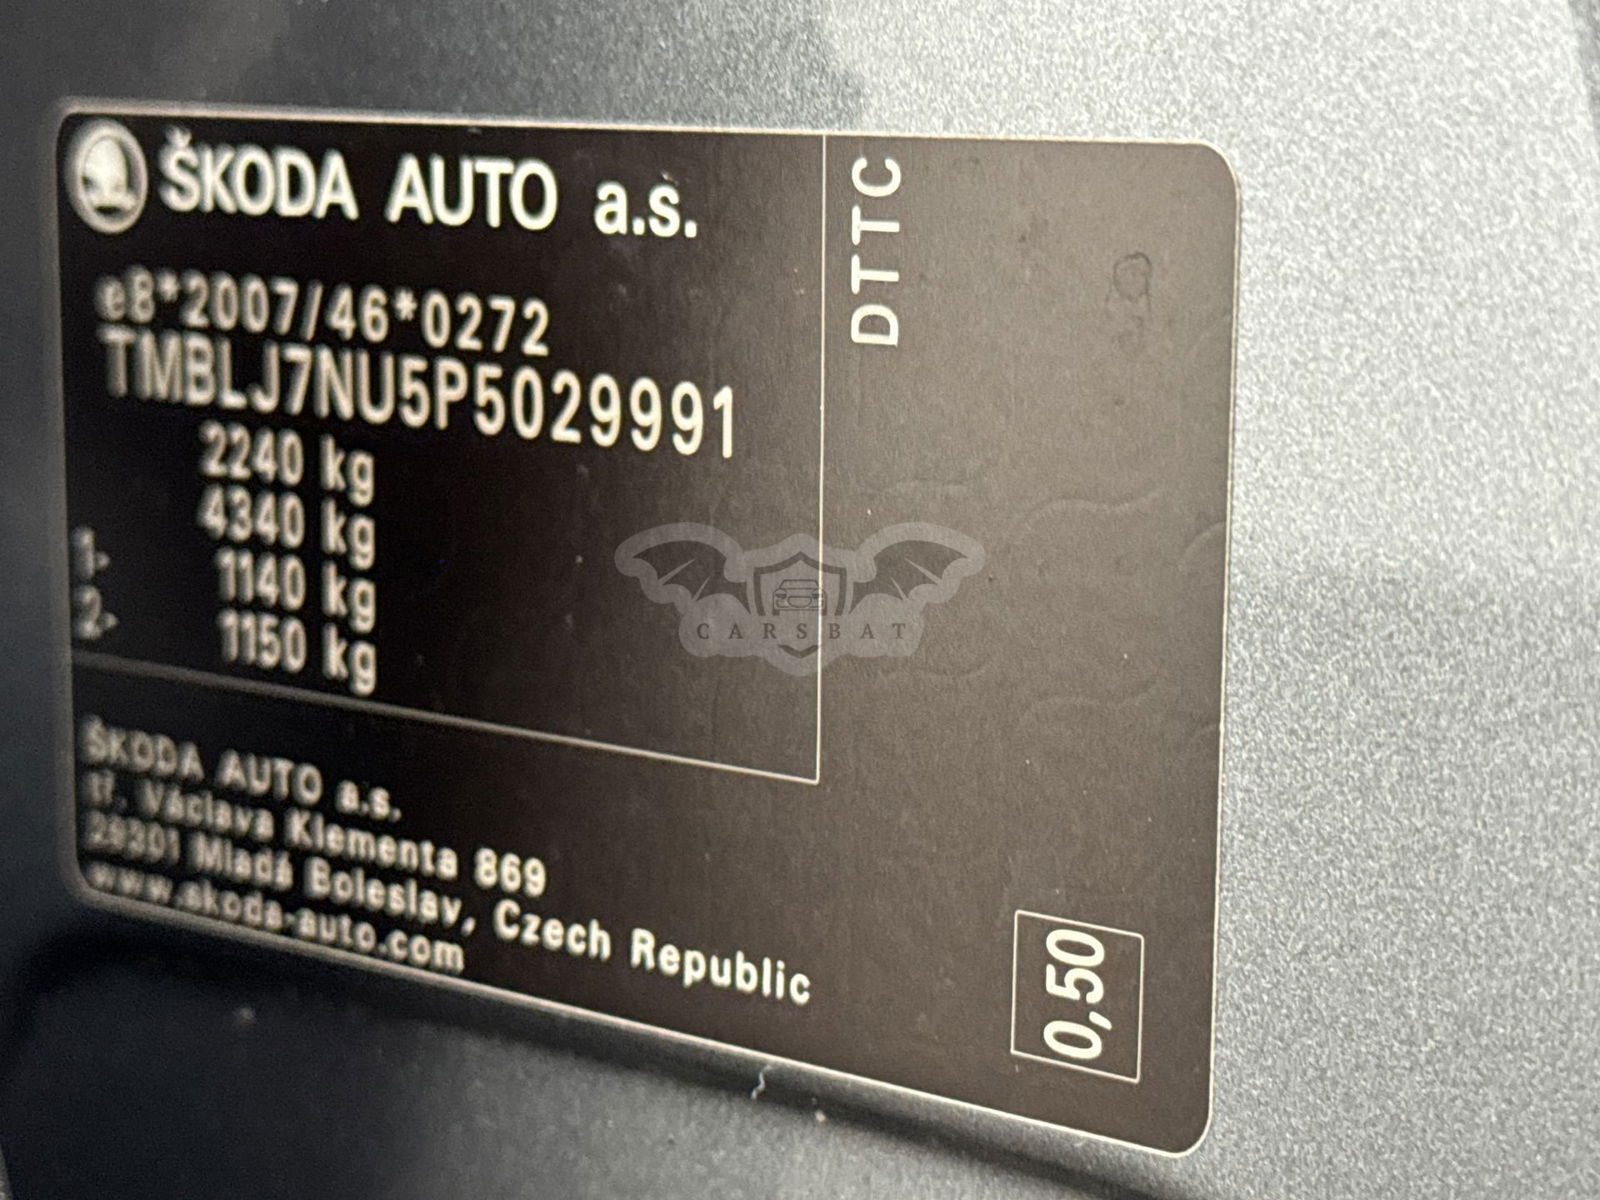 ŠKODA AUTO a.s.
e8*2007/46*0272
TMBLJ7NU5P5029991
2240 kg
4340 kg
1- 1140 kg
2- 1150 kg
DTTC
ŠKODA AUTO a.s.
tř. Václava Klementa 869
29301 Mladá Boleslav, Czech Republic
www.skoda-auto.com
0,50
CARSBAT